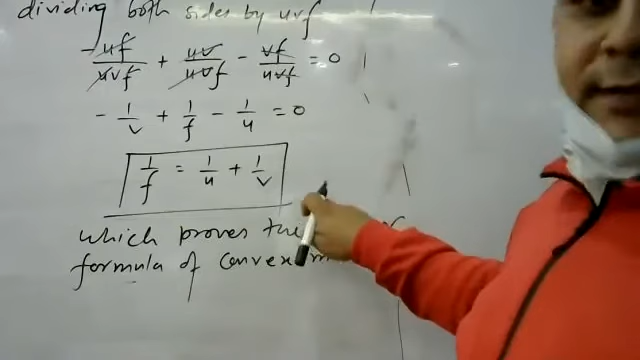 dividing both sides by uvf
-uf/uvf + uv/uvf - vf/uvf = 0
- 1/v + 1/f - 1/u = 0
1/f = 1/u + 1/v
which proves the
formula of convex